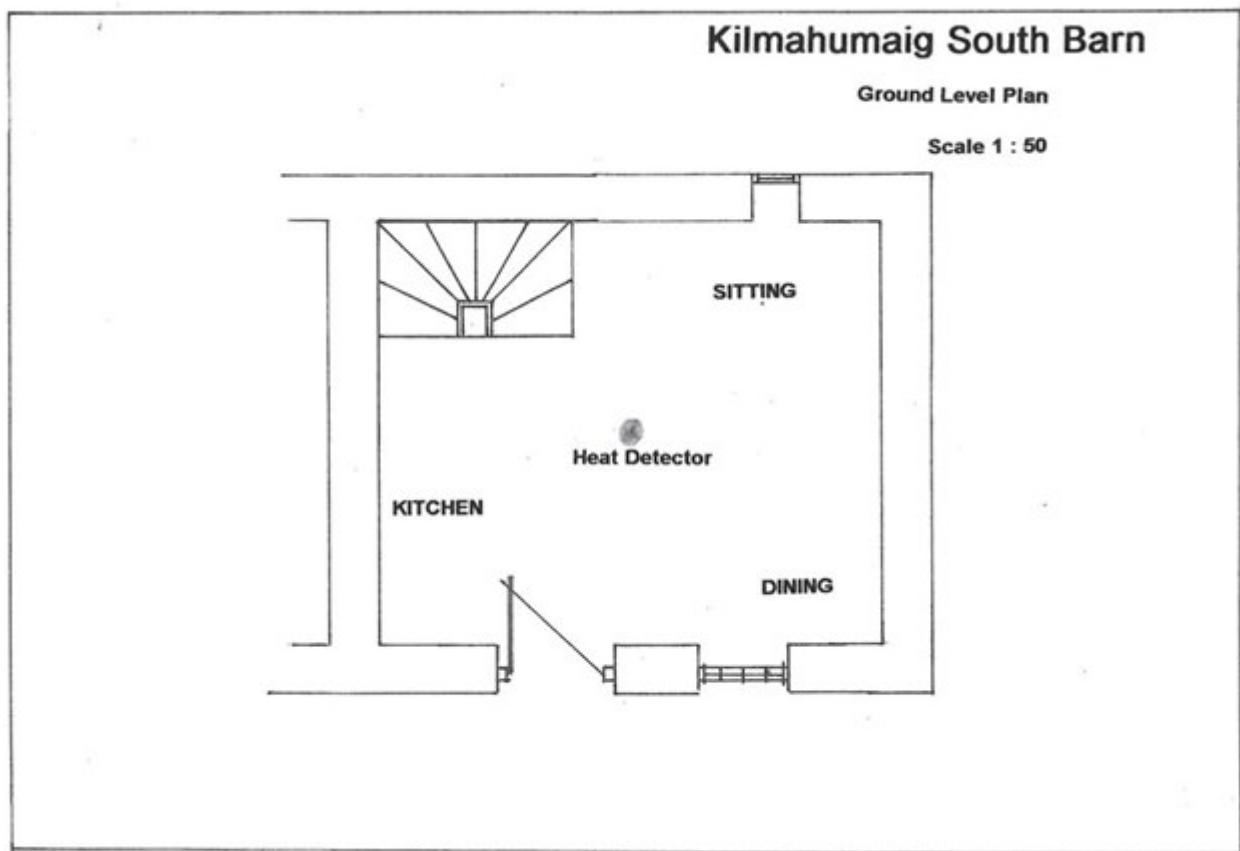 Kilmahumaig South Barn
Ground Level Plan
Scale 1 : 50
SITTING
Heat Detector
KITCHEN
DINING